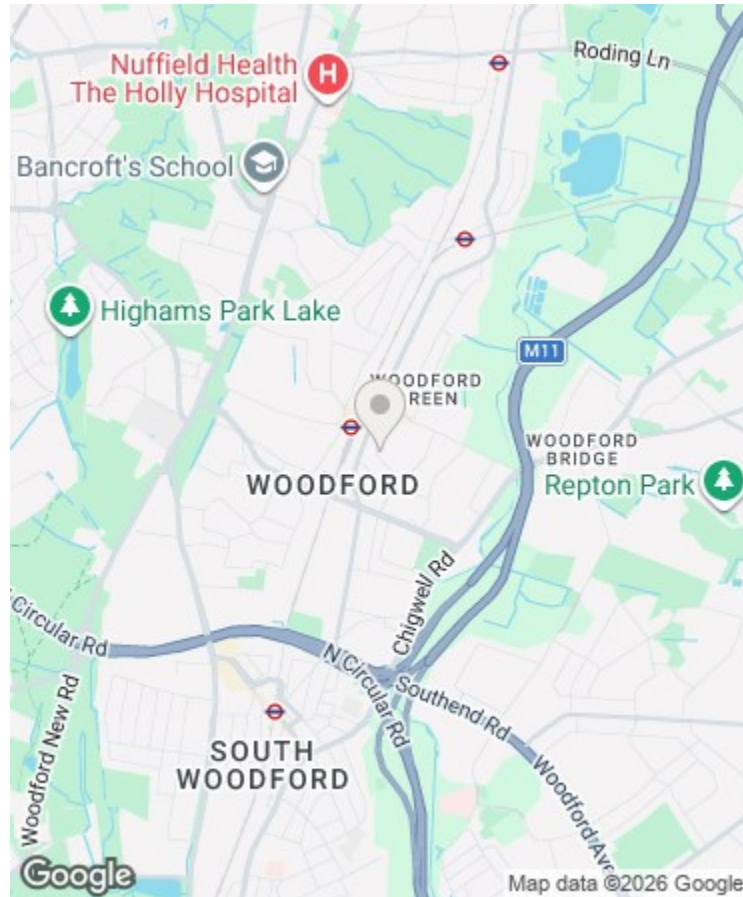 Roding Ln
Nuffield Health
The Holly Hospital
H
Bancroft's School
Highams Park Lake
M11
WOODFORD
REEN
WOODFORD
BRIDGE
WOODFORD
Repton Park
Chigwell Rd
N Circular Rd
N Circular Rd
Southend Rd
Woodford New Rd
SOUTH
WOODFORD
Woodford Ave
Google
Map data ©2026 Google